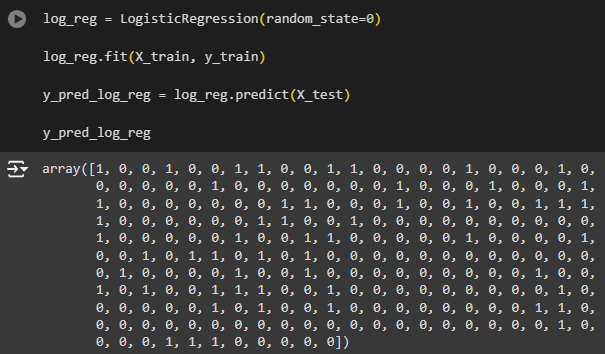 log_reg = LogisticRegression(random_state=0)
log_reg.fit(X_train, y_train)
y_pred_log_reg = log_reg.predict(X_test)
y_pred_log_reg
array([1, 0, 0, 1, 0, 0, 1, 1, 0, 0, 1, 1, 0, 0, 0, 0, 1, 0, 0, 0, 1, 0,
0, 0, 0, 0, 0, 1, 0, 0, 0, 0, 0, 0, 0, 1, 0, 0, 0, 1, 0, 0, 0, 1,
1, 0, 0, 0, 0, 0, 0, 0, 1, 1, 0, 0, 0, 1, 0, 0, 1, 0, 0, 1, 1, 1,
1, 0, 0, 0, 0, 0, 0, 1, 1, 0, 0, 1, 0, 0, 0, 0, 0, 0, 0, 0, 0, 0,
1, 0, 0, 0, 0, 0, 1, 0, 0, 1, 1, 0, 0, 0, 0, 0, 1, 0, 0, 0, 0, 1,
0, 0, 1, 0, 1, 1, 0, 1, 0, 1, 0, 0, 0, 0, 0, 0, 0, 0, 0, 0, 0, 0,
0, 1, 0, 0, 0, 0, 1, 0, 0, 1, 0, 0, 0, 0, 0, 0, 0, 0, 0, 1, 0, 0,
1, 0, 1, 0, 0, 1, 1, 1, 0, 0, 1, 0, 0, 0, 0, 0, 0, 0, 0, 0, 1, 0,
0, 0, 0, 0, 0, 1, 0, 1, 0, 0, 1, 0, 0, 0, 0, 0, 0, 0, 0, 1, 1, 0,
0, 0, 0, 0, 0, 0, 0, 0, 0, 0, 0, 0, 0, 0, 0, 0, 0, 0, 0, 1, 0, 0,
0, 0, 0, 1, 1, 1, 0, 0, 0, 0, 0])